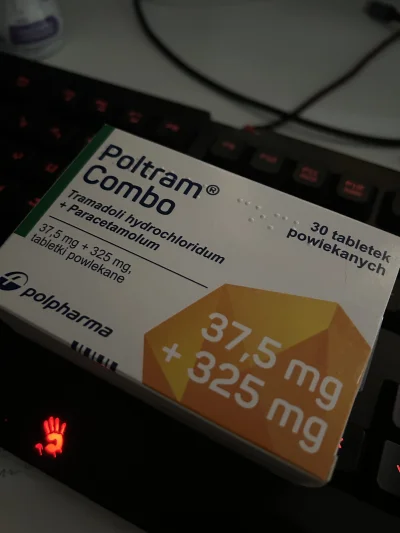 Poltram®
Combo
Tramadoli hydrochloridum
+ Paracetamolum
37,5 mg + 325 mg,
tabletki powlekane
30 tabletek
powlekanych
polpharma
37,5 mg
+ 325 mg